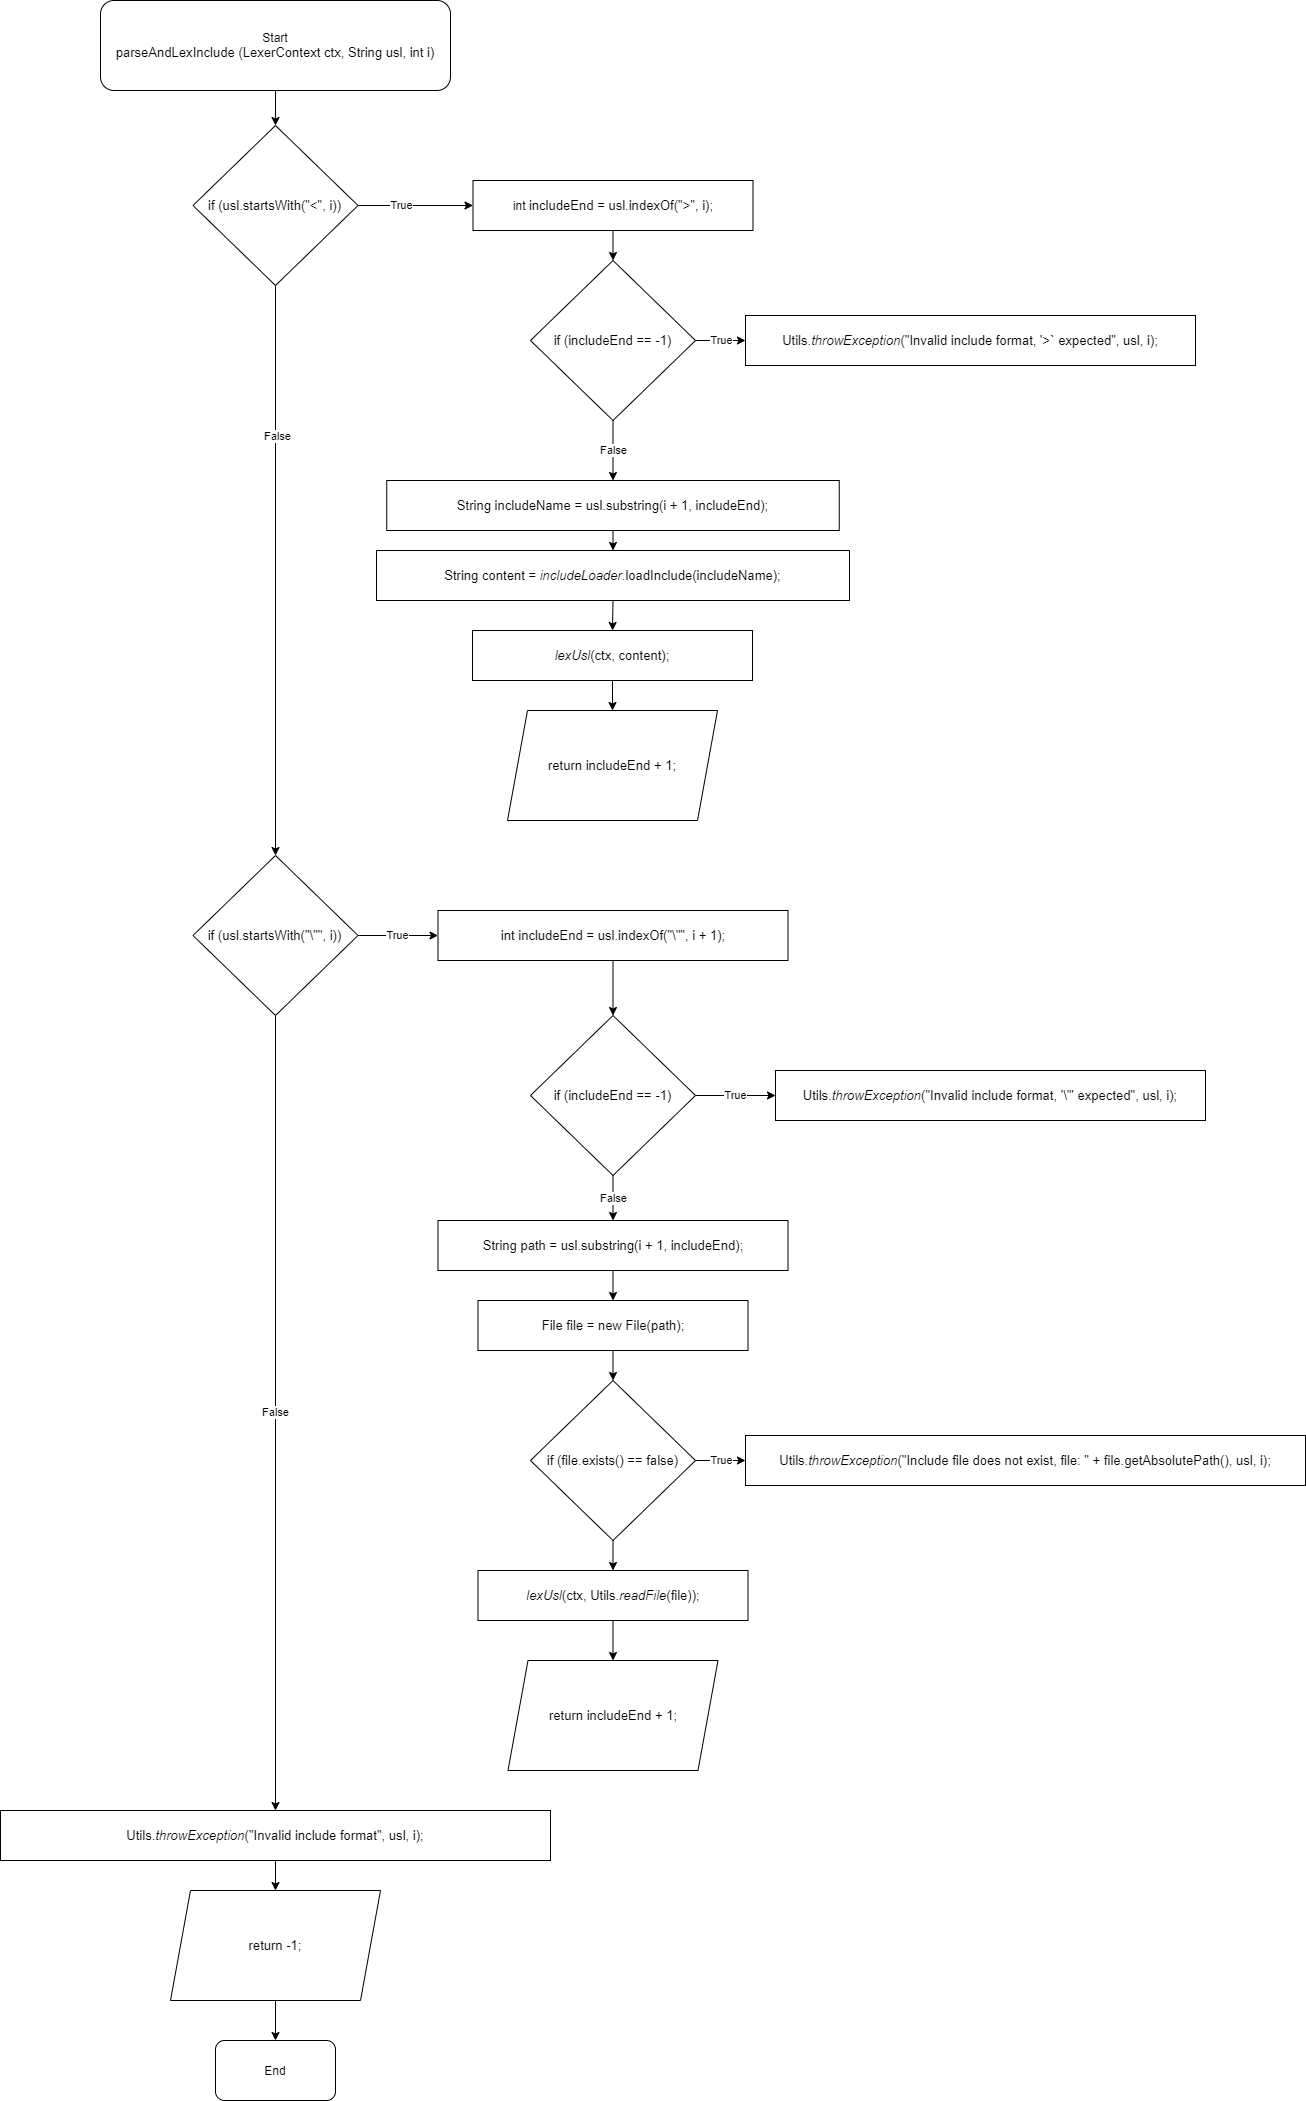 Start
parseAndLexInclude (LexerContext ctx, String usl, int i)
if (usl.startsWith("<", i))
True
int includeEnd = usl.indexOf(">", i);
if (includeEnd == -1)
True
Utils.throwException("Invalid include format, '>` expected", usl, i);
False
False
String includeName = usl.substring(i + 1, includeEnd);
String content = includeLoader.loadInclude(includeName);
lexUsl(ctx, content);
return includeEnd + 1;
if (usl.startsWith("\"", i))
True
int includeEnd = usl.indexOf("\"", i + 1);
if (includeEnd == -1)
True
Utils.throwException("Invalid include format, '\"' expected", usl, i);
False
String path = usl.substring(i + 1, includeEnd);
File file = new File(path);
False
if (file.exists() == false)
True
Utils.throwException("Include file does not exist, file: " + file.getAbsolutePath(), usl, i);
lexUsl(ctx, Utils.readFile(file));
return includeEnd + 1;
Utils.throwException("Invalid include format", usl, i);
return -1;
End